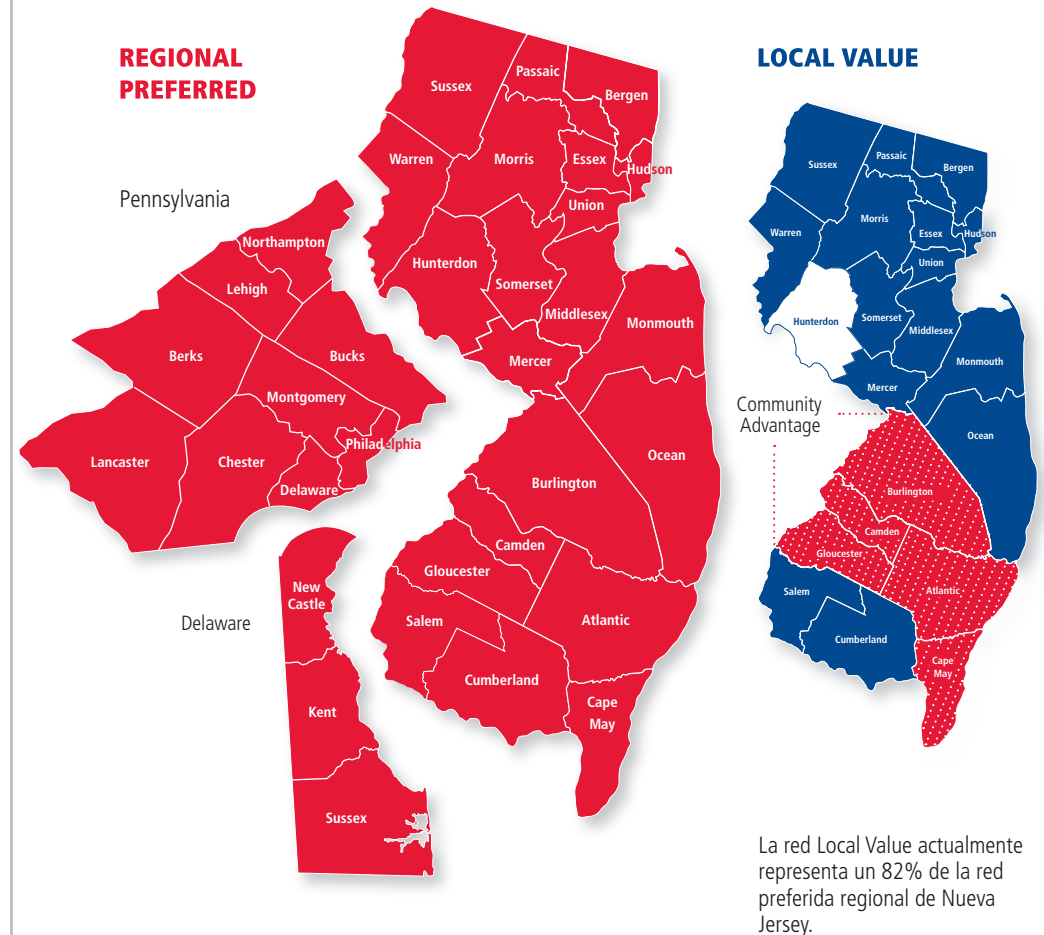 REGIONAL
PREFERRED
Sussex
Passaic
Bergen
Warren
Morris
Essex
Hudson
Union
Hunterdon
Somerset
Middlesex
Monmouth
Mercer
Ocean
Burlington
Camden
Gloucester
Salem
Atlantic
Cumberland
Cape
May
Pennsylvania
Northampton
Lehigh
Berks
Bucks
Montgomery
Philadelphia
Lancaster
Chester
Delaware
Delaware
New
Castle
Kent
Sussex
LOCAL VALUE
Sussex
Passaic
Bergen
Warren
Morris
Essex
Hudson
Union
Hunterdon
Somerset
Middlesex
Monmouth
Mercer
Community
Advantage
Ocean
Burlington
Camden
Gloucester
Salem
Atlantic
Cumberland
Cape
May
La red Local Value actualmente
representa un 82% de la red
preferida regional de Nueva
Jersey.